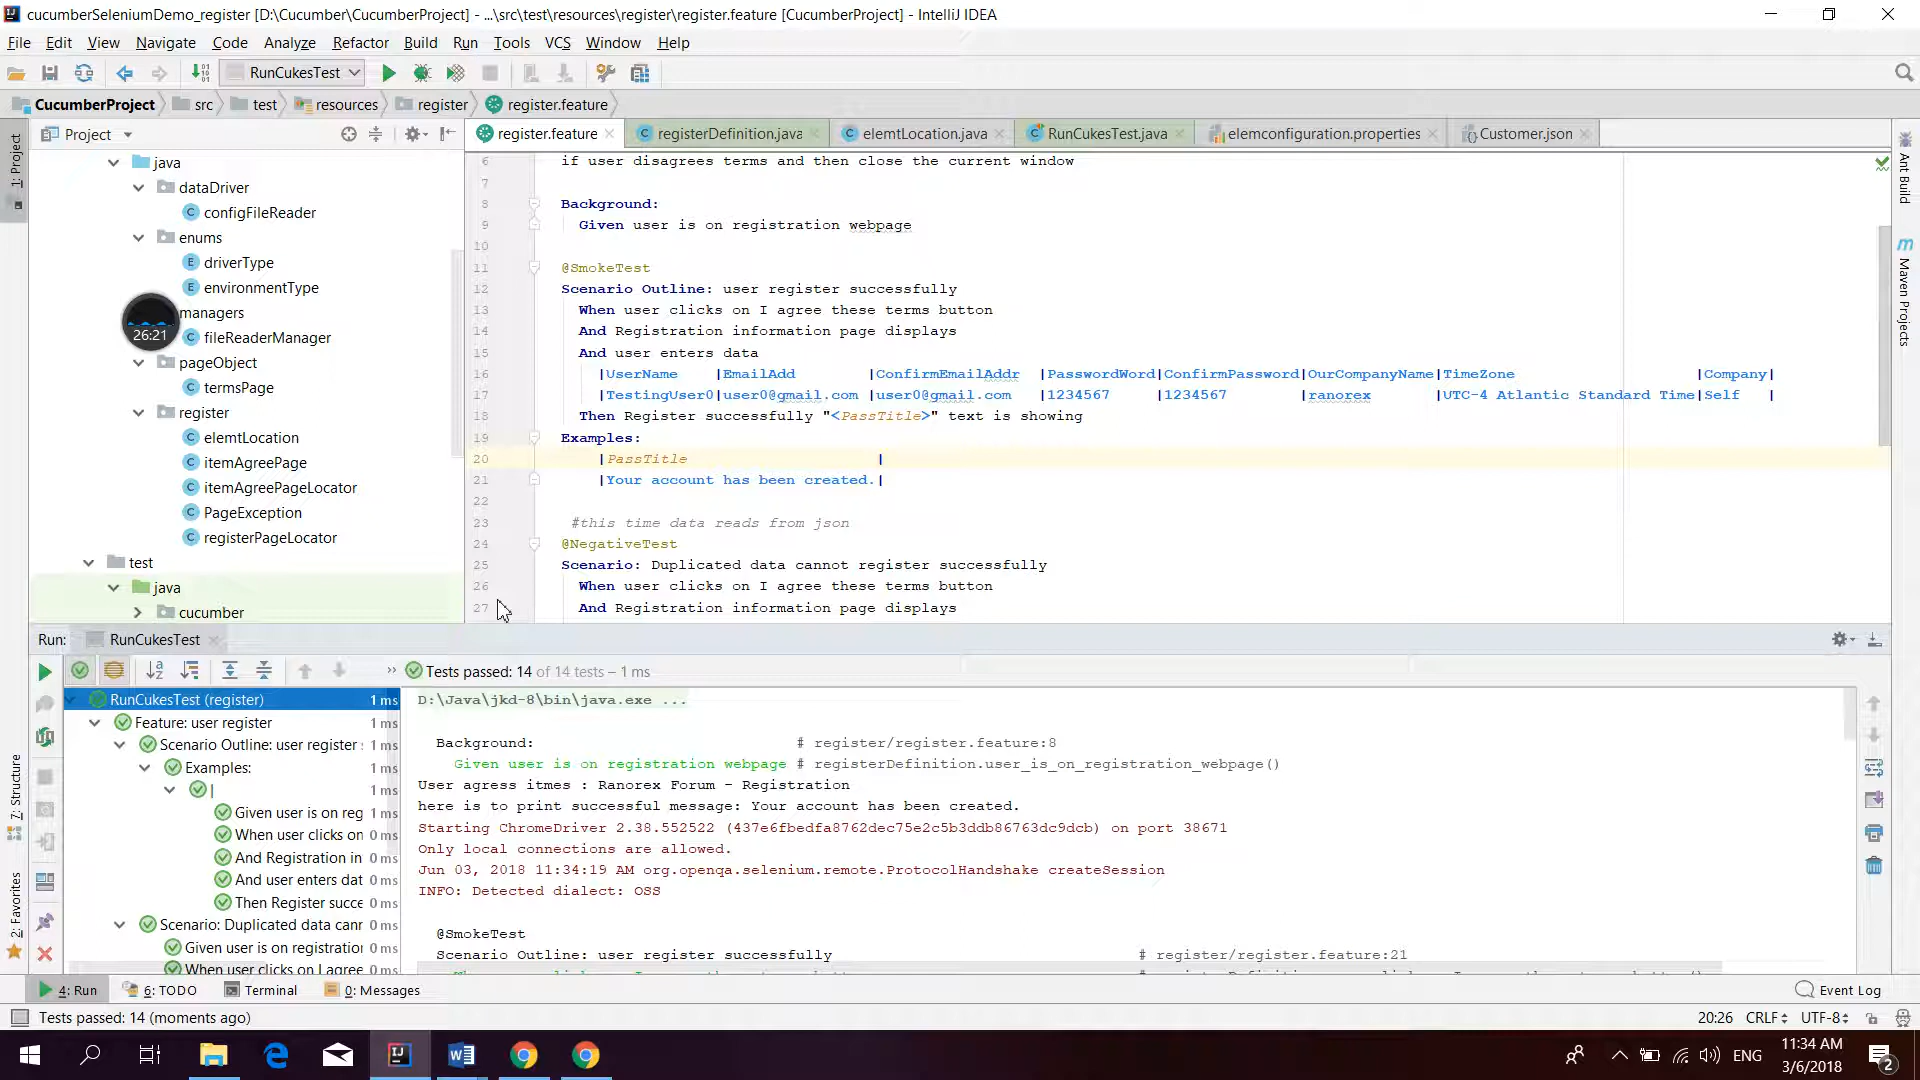 cucumberSeleniumDemo_register [D:\Cucumber\CucumberProject] - ...\src\test\resources\register\register.feature [CucumberProject] - IntelliJ IDEA
File Edit View Navigate Code Analyze Refactor Build Run Tools VCS Window Help
RunCukesTest
CucumberProject src test resources register register.feature
Project
register.feature registerDefinition.java elemtLocation.java RunCukesTest.java elemconfiguration.properties Customer.json
1: Project
java
dataDriver
configFileReader
enums
driverType
environmentType
managers
26:21
fileReaderManager
pageObject
termsPage
register
elemtLocation
itemAgreePage
itemAgreePageLocator
PageException
registerPageLocator
test
java
cucumber
6 if user disagrees terms and then close the current window
7
8 Background:
9 Given user is on registration webpage
10
11 @SmokeTest
12 Scenario Outline: user register successfully
13 When user clicks on I agree these terms button
14 And Registration information page displays
15 And user enters data
16 |UserName |EmailAdd |ConfirmEmailAddr |PasswordWord|ConfirmPassword|OurCompanyName|TimeZone |Company|
17 |TestingUser0|user0@gmail.com |user0@gmail.com |1234567 |1234567 |ranorex |UTC-4 Atlantic Standard Time|Self |
18 Then Register successfully "<PassTitle>" text is showing
19 Examples:
20 |PassTitle |
21 |Your account has been created.|
22
23 #this time data reads from json
24 @NegativeTest
25 Scenario: Duplicated data cannot register successfully
26 When user clicks on I agree these terms button
27 And Registration information page displays
Ant Build
m Maven Projects
Run: RunCukesTest
Tests passed: 14 of 14 tests – 1 ms
RunCukesTest (register) 1 ms
Feature: user register 1 ms
Scenario Outline: user register 1 ms
Examples: 1 ms
| 1 ms
Given user is on reg 1 ms
When user clicks on 0 ms
And Registration in 0 ms
And user enters dat 0 ms
Then Register succe 0 ms
Scenario: Duplicated data canr 0 ms
Given user is on registration 0 ms
When user clicks on I agree 0 ms
D:\Java\jkd-8\bin\java.exe ...
Background: # register/register.feature:8
Given user is on registration webpage # registerDefinition.user_is_on_registration_webpage()
User agress itmes : Ranorex Forum - Registration
here is to print successful message: Your account has been created.
Starting ChromeDriver 2.38.552522 (437e6fbedfa8762dec75e2c5b3ddb86763dc9dcb) on port 38671
Only local connections are allowed.
Jun 03, 2018 11:34:19 AM org.openqa.selenium.remote.ProtocolHandshake createSession
INFO: Detected dialect: OSS
@SmokeTest
Scenario Outline: user register successfully # register/register.feature:21
7: Structure
2: Favorites
4: Run 6: TODO Terminal 0: Messages Event Log
Tests passed: 14 (moments ago) 20:26 CRLF UTF-8
ENG 11:34 AM
3/6/2018
2